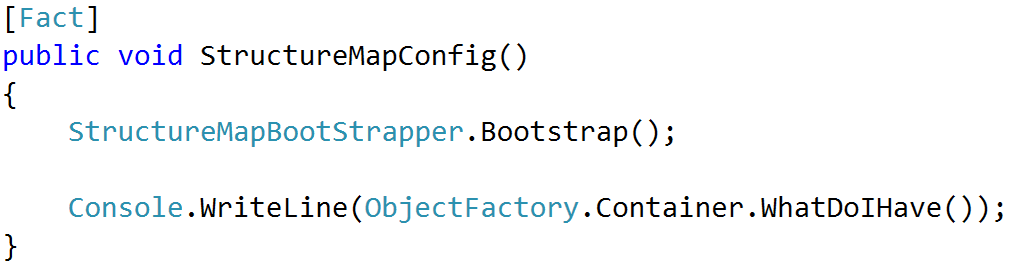 [Fact]
public void StructureMapConfig()
{
    StructureMapBootStrapper.Bootstrap();

    Console.WriteLine(ObjectFactory.Container.WhatDoIHave());
}